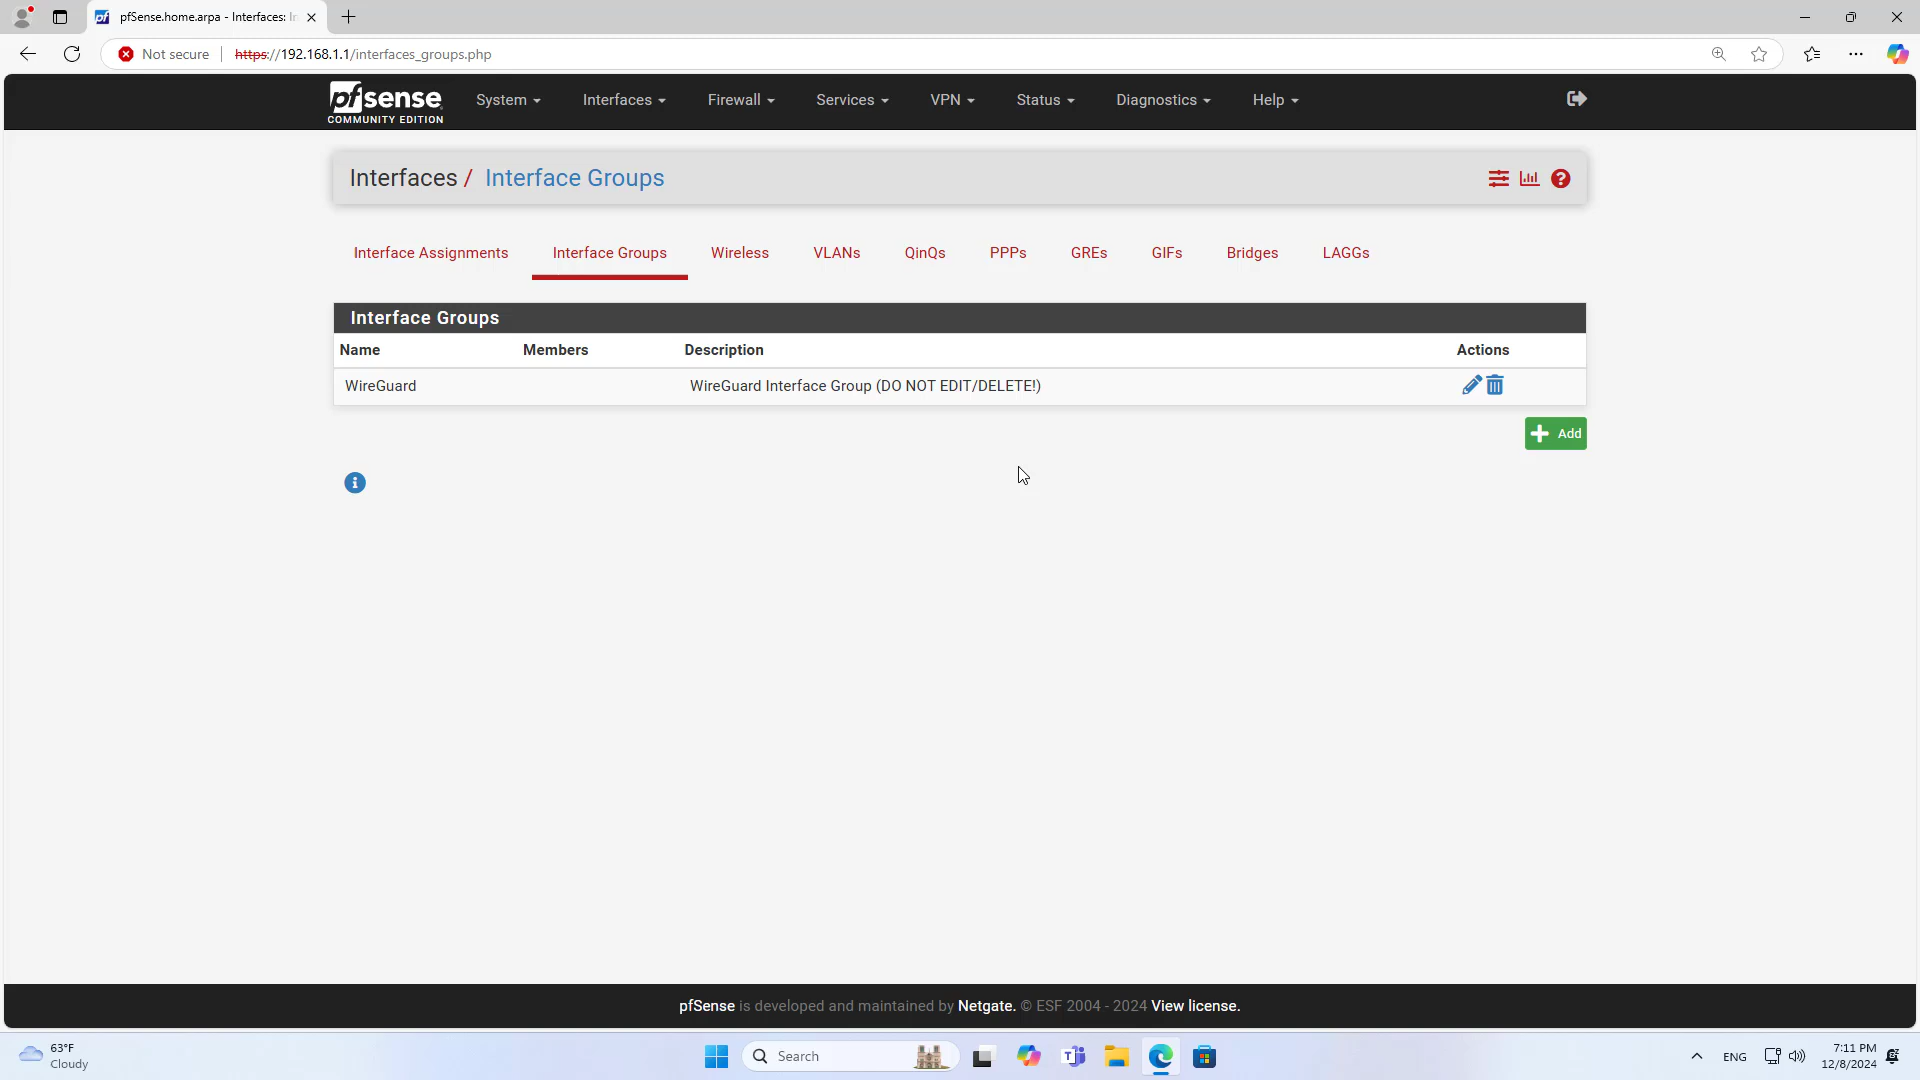 pfSense.home.arpa - Interfaces: In
Not secure
https://192.168.1.1/interfaces_groups.php
pfsense
COMMUNITY EDITION
System
Interfaces
Firewall
Services
VPN
Status
Diagnostics
Help
Interfaces / Interface Groups
Interface Assignments
Interface Groups
Wireless
VLANs
QinQs
PPPs
GREs
GIFs
Bridges
LAGGs
Interface Groups
Name Members Description Actions
WireGuard WireGuard Interface Group (DO NOT EDIT/DELETE!)
Add
pfSense is developed and maintained by Netgate. © ESF 2004 - 2024 View license.
63°F
Cloudy
Search
ENG
7:11 PM
12/8/2024